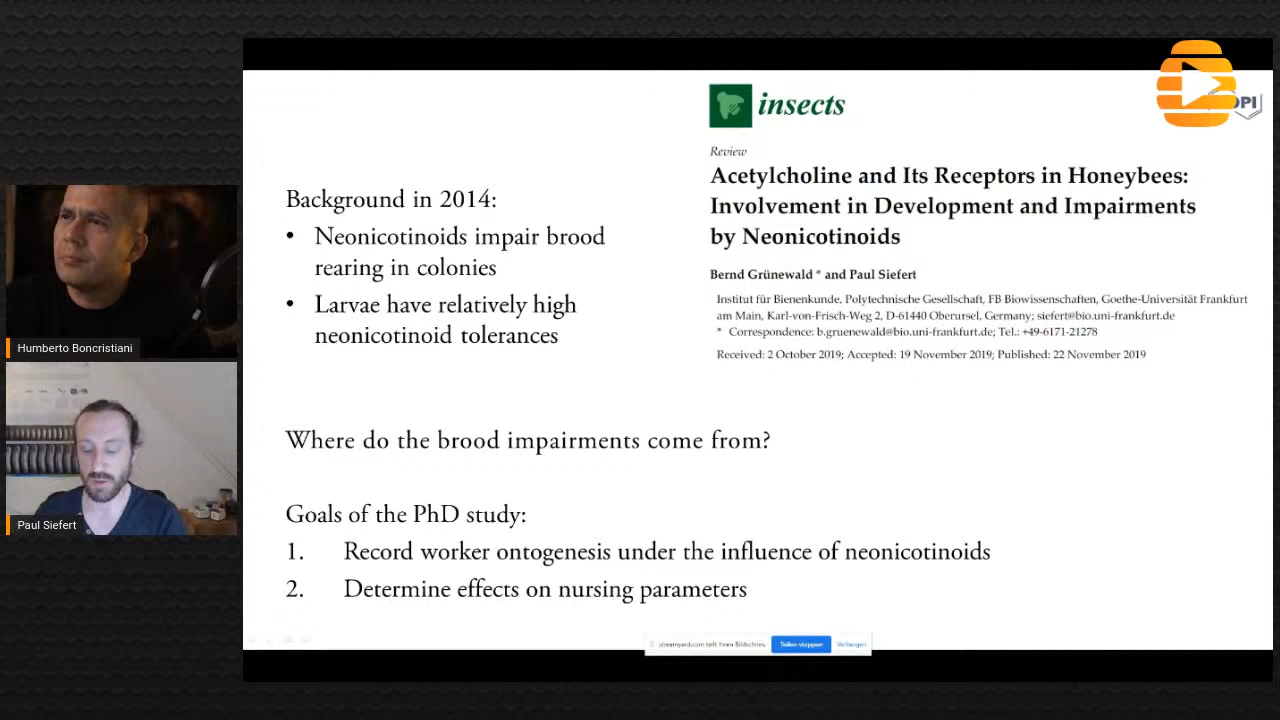 insects
Review
Acetylcholine and Its Receptors in Honeybees:
Involvement in Development and Impairments
by Neonicotinoids
Bernd Grünewald * and Paul Siefert
Institut für Bienenkunde, Polytechnische Gesellschaft, FB Biowissenschaften, Goethe-Universität Frankfurt
am Main, Karl-von-Frisch-Weg 2, D-61440 Oberursel, Germany; siefert@bio.uni-frankfurt.de
* Correspondence: b.gruenewald@bio.uni-frankfurt.de; Tel.: +49-6171-21278
Received: 2 October 2019; Accepted: 19 November 2019; Published: 22 November 2019
Background in 2014:
• Neonicotinoids impair brood
rearing in colonies
• Larvae have relatively high
neonicotinoid tolerances
Where do the brood impairments come from?
Goals of the PhD study:
1. Record worker ontogenesis under the influence of neonicotinoids
2. Determine effects on nursing parameters
Humberto Boncristiani
Paul Siefert
streamyard.com teilt Ihren Bildschirm.
Teilen stoppen